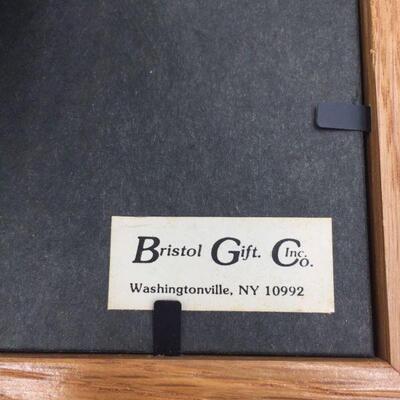 Bristol Gift. Co. Inc.
Washingtonville, NY 10992